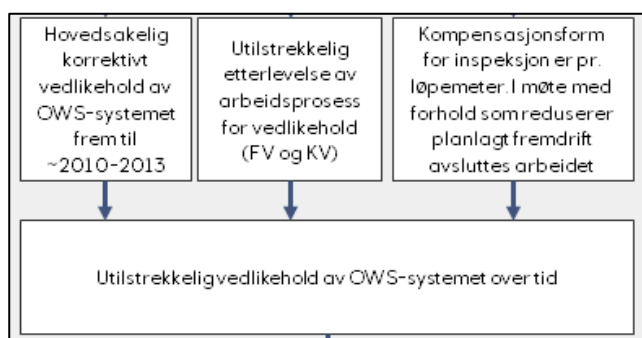 Hovedsakelig
korrektivt
vedlikehold av
OWS-systemet
frem til
~2010-2013
Utilstrekkelig
etterlevelse av
arbeidsprosess
for vedlikehold
(FV og KV)
Kompensasjonsform
for inspeksjon er pr.
løpemeter. I møte med
forhold som reduserer
planlagt fremdrift
avsluttes arbeidet
Utilstrekkelig vedlikehold av OWS-systemet over tid